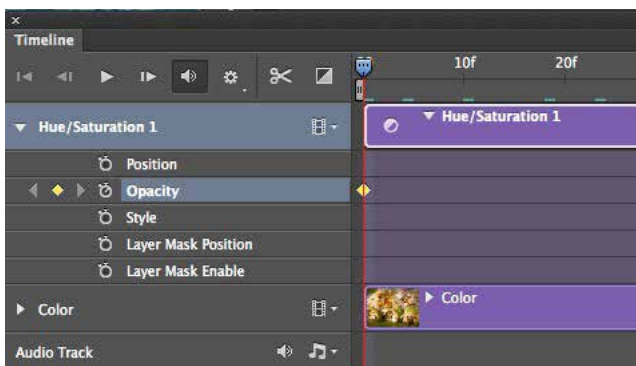 Timeline
10f 20f
Hue/Saturation 1 Hue/Saturation 1
Position
Opacity
Style
Layer Mask Position
Layer Mask Enable
Color Color
Audio Track